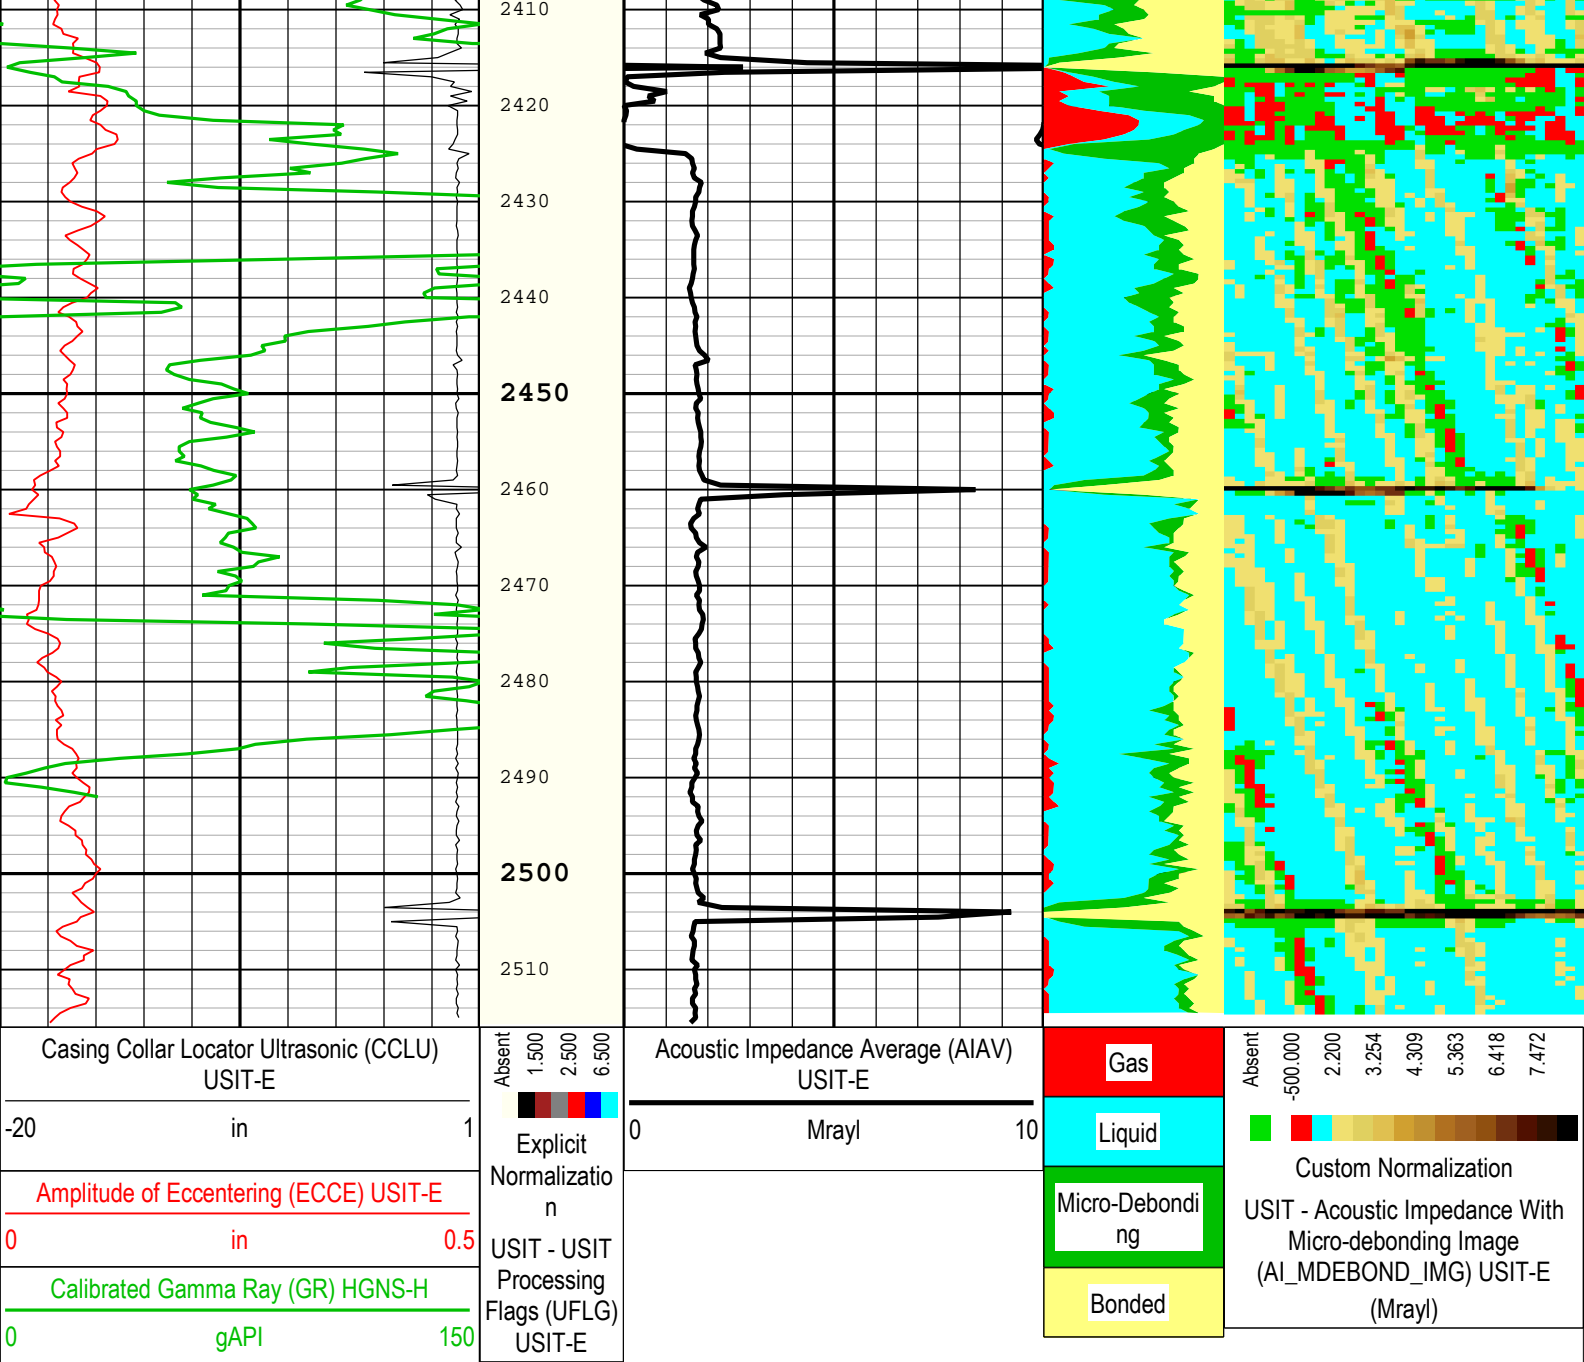 2410
2420
2430
2440
2450
2460
2470
2480
2490
2500
2510
Casing Collar Locator Ultrasonic (CCLU)
USIT-E
-20 in 1
Amplitude of Eccentering (ECCE) USIT-E
0 in 0.5
Calibrated Gamma Ray (GR) HGNS-H
0 gAPI 150
Absent
1.500
2.500
6.500
Explicit
Normalizatio
n
USIT - USIT
Processing
Flags (UFLG)
USIT-E
Acoustic Impedance Average (AIAV)
USIT-E
0 Mrayl 10
Gas
Liquid
Micro-Debondi
ng
Bonded
Absent
-500.000
2.200
3.254
4.309
5.363
6.418
7.472
Custom Normalization
USIT - Acoustic Impedance With
Micro-debonding Image
(AI_MDEBOND_IMG) USIT-E
(Mrayl)